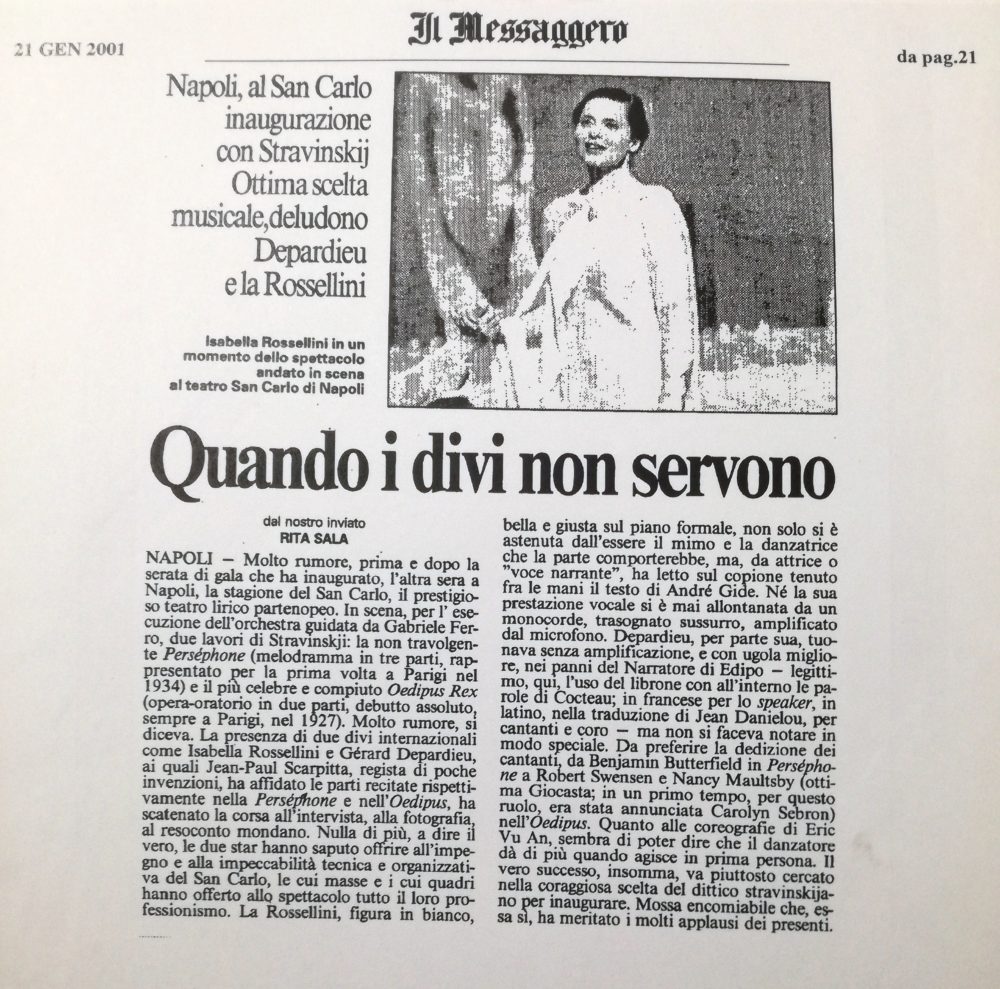 21 GEN 2001
Il Messaggero
da pag.21
Napoli, al San Carlo
inaugurazione
con Stravinskij
Ottima scelta
musicale,deludono
Depardieu
e la Rossellini
Isabella Rossellini in un
momento dello spettacolo
andato in scena
al teatro San Carlo di Napoli
Quando i divi non servono
dal nostro inviato
RITA SALA
NAPOLI – Molto rumore, prima e dopo la
serata di gala che ha inaugurato, l'altra sera a
Napoli, la stagione del San Carlo, il prestigio-
so teatro lirico partenopeo. In scena, per l' ese-
cuzione dell'orchestra guidata da Gabriele Fer-
ro, due lavori di Stravinskji: la non travolgen-
te Perséphone (melodramma in tre parti, rap-
presentato per la prima volta a Parigi nel
1934) e il più celebre e compiuto Oedipus Rex
(opera-oratorio in due parti, debutto assoluto,
sempre a Parigi, nel 1927). Molto rumore, si
diceva. La presenza di due divi internazionali
come Isabella Rossellini e Gérard Depardieu,
ai quali Jean-Paul Scarpitta, regista di poche
invenzioni, ha affidato le parti recitate rispetti-
vamente nella Perséphone e nell'Oedipus, ha
scatenato la corsa all'intervista, alla fotografia,
al resoconto mondano. Nulla di più, a dire il
vero, le due star hanno saputo offrire all'impe-
gno e alla impeccabilità tecnica e organizzati-
va del San Carlo, le cui masse e i cui quadri
hanno offerto allo spettacolo tutto il loro pro-
fessionismo. La Rossellini, figura in bianco,
bella e giusta sul piano formale, non solo si è
astenuta dall'essere il mimo e la danzatrice
che la parte comporterebbe, ma, da attrice o
"voce narrante", ha letto sul copione tenuto
fra le mani il testo di André Gide. Né la sua
prestazione vocale si è mai allontanata da un
monocorde, trasognato sussurro, amplificato
dal microfono. Depardieu, per parte sua, tuo-
nava senza amplificazione, e con ugola miglio-
re, nei panni del Narratore di Edipo – legitti-
mo, qui, l'uso del librone con all'interno le pa-
role di Cocteau; in francese per lo speaker, in
latino, nella traduzione di Jean Danielou, per
cantanti e coro – ma non si faceva notare in
modo speciale. Da preferire la dedizione dei
cantanti, da Benjamin Butterfield in Persépho-
ne a Robert Swensen e Nancy Maultsby (otti-
ma Giocasta; in un primo tempo, per questo
ruolo, era stata annunciata Carolyn Sebron)
nell'Oedipus. Quanto alle coreografie di Eric
Vu An, sembra di poter dire che il danzatore
dà di più quando agisce in prima persona. Il
vero successo, insomma, va piuttosto cercato
nella coraggiosa scelta del dittico stravinskija-
no per inaugurare. Mossa encomiabile che, es-
sa sì, ha meritato i molti applausi dei presenti.